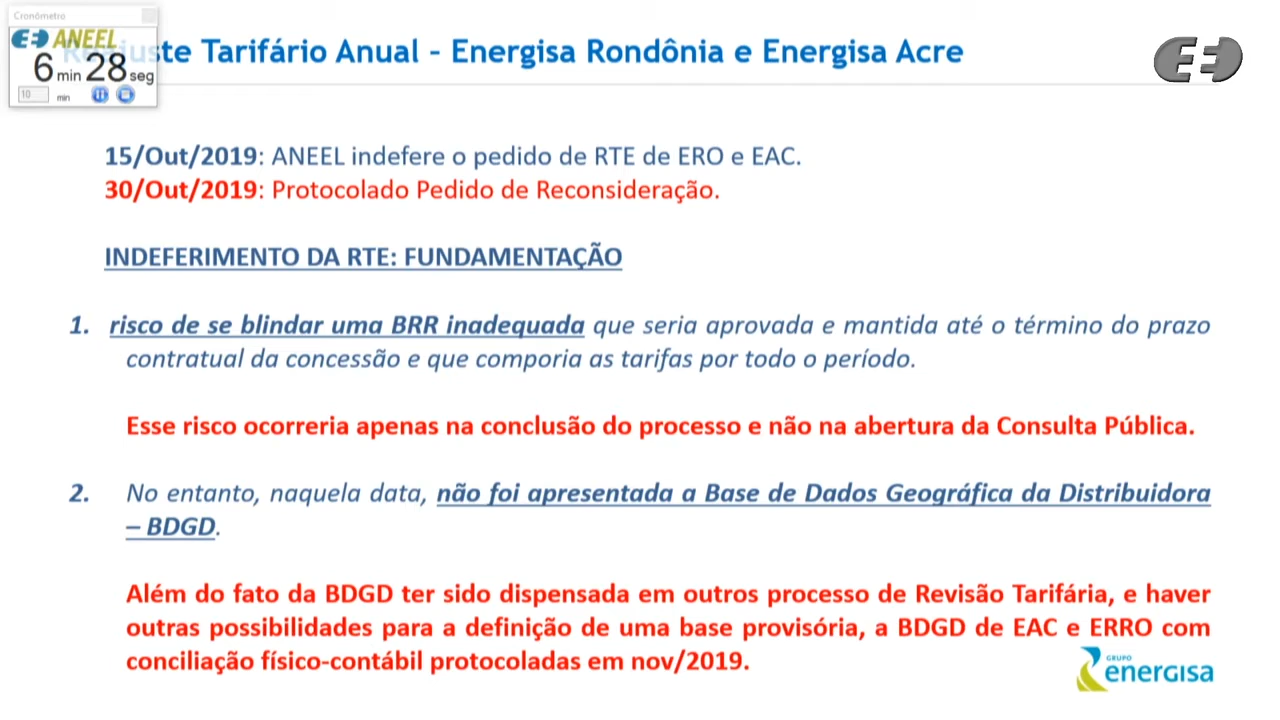 Cronómetro
ANEEL
6 min 28 seg
10 min
Reajuste Tarifário Anual – Energisa Rondônia e Energisa Acre
15/Out/2019: ANEEL indefere o pedido de RTE de ERO e EAC.
30/Out/2019: Protocolado Pedido de Reconsideração.
INDEFERIMENTO DA RTE: FUNDAMENTAÇÃO
1. risco de se blindar uma BRR inadequada que seria aprovada e mantida até o término do prazo
contratual da concessão e que comporia as tarifas por todo o período.
Esse risco ocorreria apenas na conclusão do processo e não na abertura da Consulta Pública.
2. No entanto, naquela data, não foi apresentada a Base de Dados Geográfica da Distribuidora
– BDGD.
Além do fato da BDGD ter sido dispensada em outros processo de Revisão Tarifária, e haver
outras possibilidades para a definição de uma base provisória, a BDGD de EAC e ERRO com
conciliação físico-contábil protocoladas em nov/2019.
GRUPO
energisa